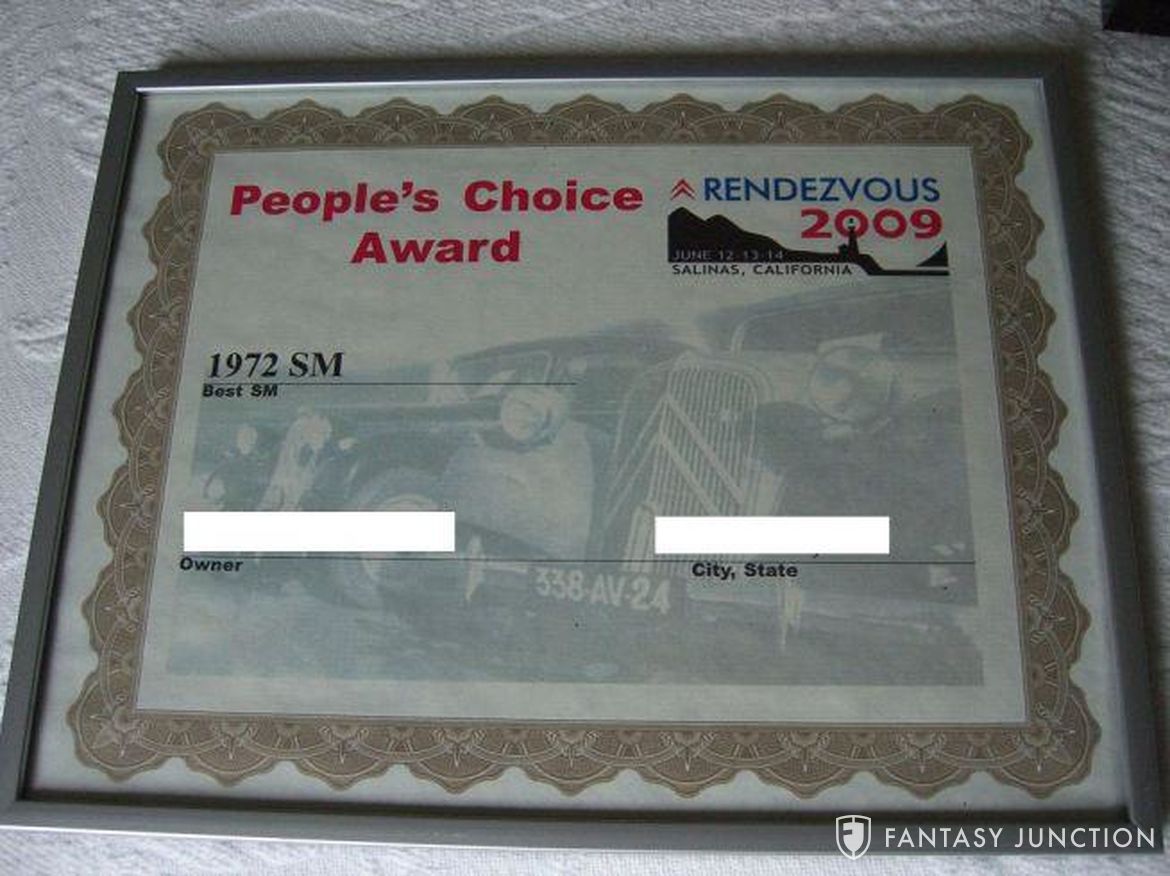 People's Choice
Award
RENDEZVOUS
2009
JUNE 12-13-14
SALINAS, CALIFORNIA
1972 SM
Best SM
Owner
City, State
338-AV-24
FANTASY JUNCTION